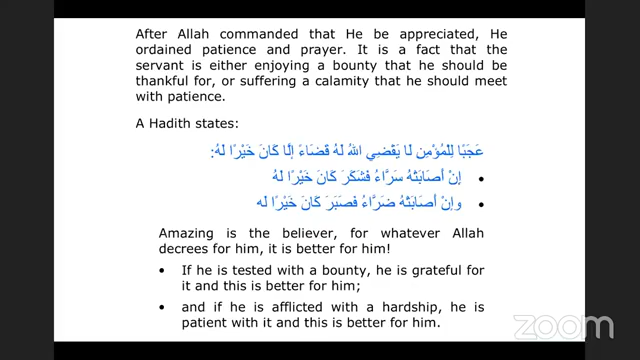 After Allah commanded that He be appreciated, He
ordained patience and prayer. It is a fact that the
servant is either enjoying a bounty that he should be
thankful for, or suffering a calamity that he should meet
with patience.
A Hadith states:
عَجَبًا لِلْمُؤْمِنِ لَا يَقْضِي اللهُ لَهُ قَضَاءً إِلَّا كَانَ خَيْرًا لَهُ:
• إِنْ أَصَابَتْهُ سَرَّاءُ فَشَكَرَ كَانَ خَيْرًا لَهُ
• وإِنْ أَصَابَتْهُ ضَرَّاءُ فَصَبَرَ كَانَ خَيْرًا له
Amazing is the believer, for whatever Allah
decrees for him, it is better for him!
• If he is tested with a bounty, he is grateful for
it and this is better for him;
• and if he is afflicted with a hardship, he is
patient with it and this is better for him.
zoom